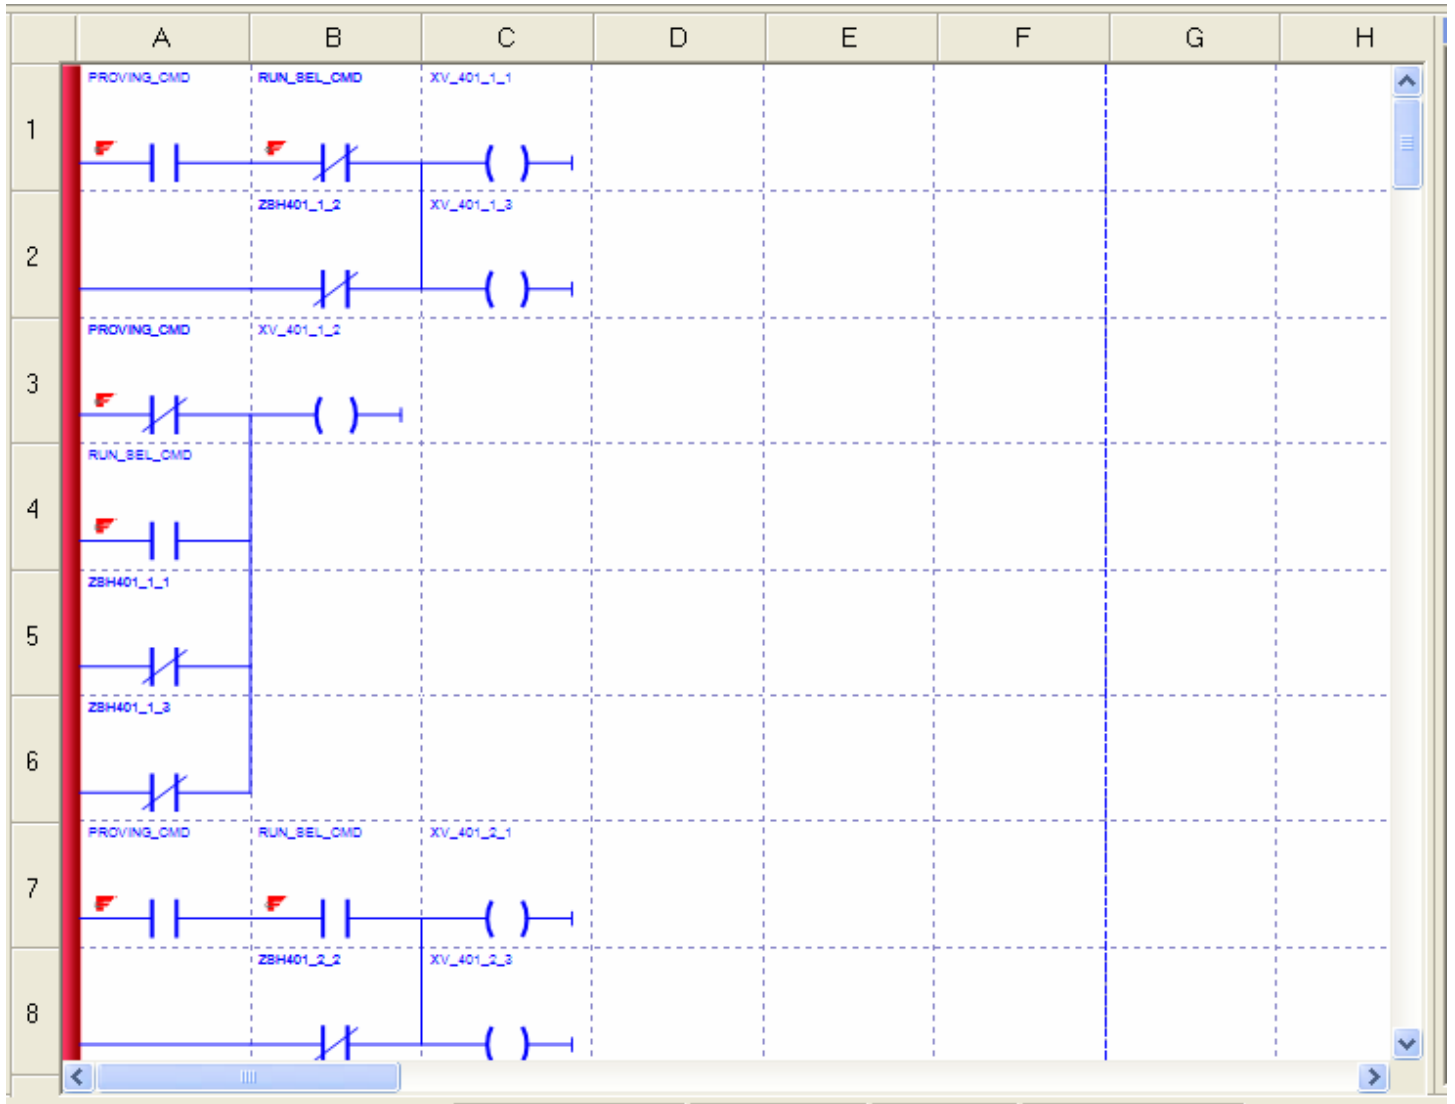 A B C D E F G H
1
PROVING_CMD RUN_SEL_CMD XV_401_1_1
2
ZSH401_1_2 XV_401_1_3
3
PROVING_CMD XV_401_1_2
4
RUN_SEL_CMD
5
ZSH401_1_1
6
ZSH401_1_3
7
PROVING_CMD RUN_SEL_CMD XV_401_2_1
8
ZSH401_2_2 XV_401_2_3